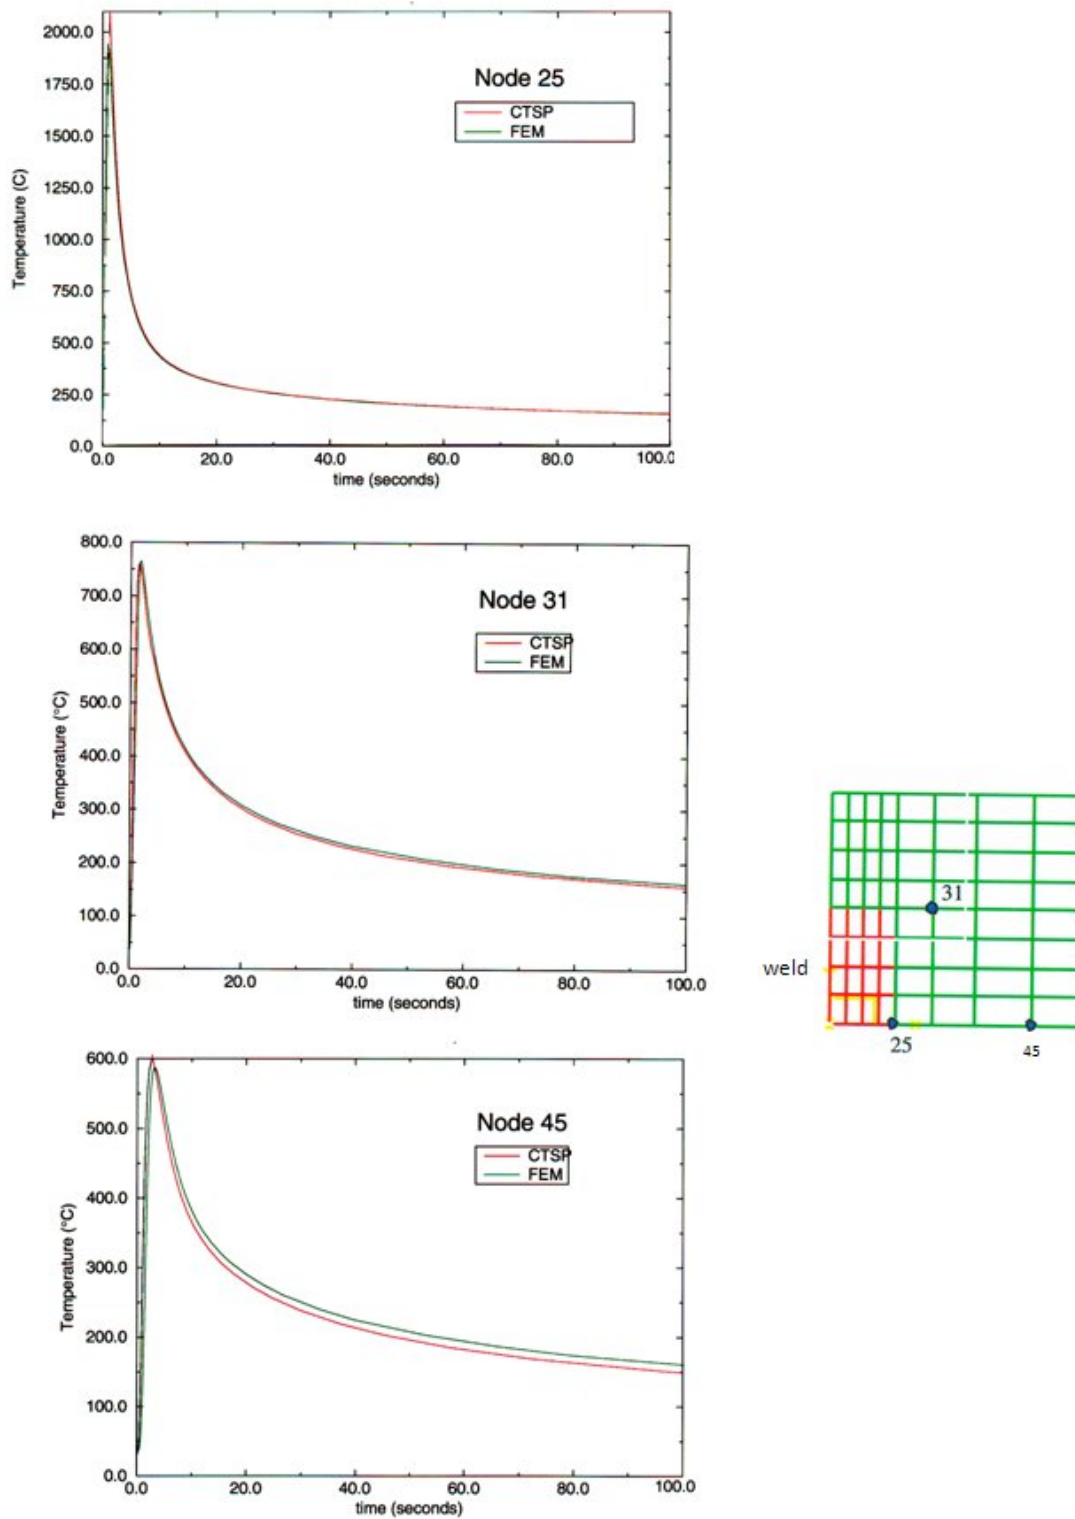 2000.0
1750.0
1500.0
1250.0
1000.0
750.0
500.0
250.0
0.0
Temperature (C)
Node 25
CTSP
FEM
0.0 20.0 40.0 60.0 80.0 100.0
time (seconds)
800.0
700.0
600.0
500.0
400.0
300.0
200.0
100.0
0.0
Temperature (°C)
Node 31
CTSP
FEM
0.0 20.0 40.0 60.0 80.0 100.0
time (seconds)
31
weld
25
45
600.0
500.0
400.0
300.0
200.0
100.0
0.0
Temperature (°C)
Node 45
CTSP
FEM
0.0 20.0 40.0 60.0 80.0 100.0
time (seconds)